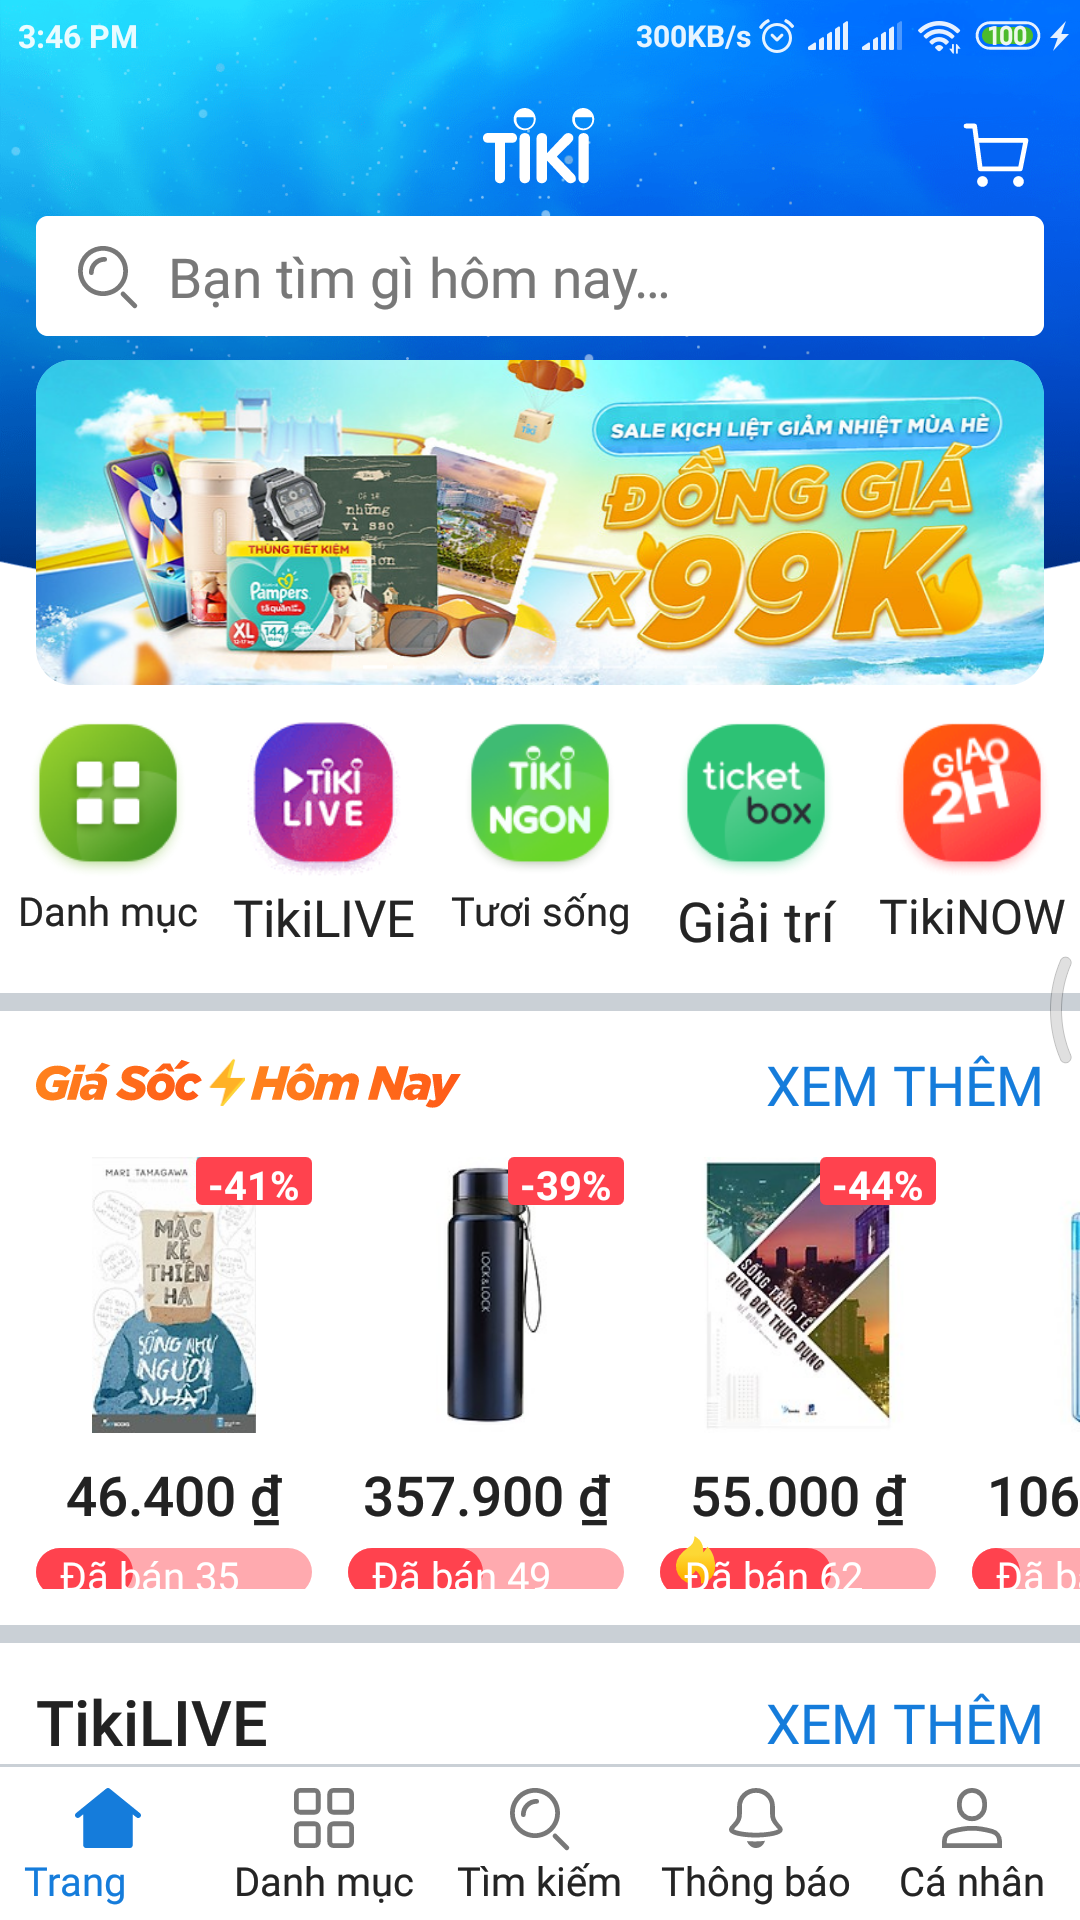 3:46 PM
300KB/s
100
TIKI
Bạn tìm gì hôm nay...
TIKI
SALE KỊCH LIỆT GIẢM NHIỆT MÙA HÈ
ĐỒNG GIÁ
X99K
Có tê
những
vì sao
THÙNG TIẾT KIỆM
Pampers
tã quần
XL
144
TIKI
LIVE
TIKI
NGON
ticket
box
GIAO
2H
Danh mục
TikiLIVE
Tươi sống
Giải trí
TikiNOW
Giá Sốc Hôm Nay
XEM THÊM
-41%
-39%
-44%
MARI TAMAGAWA
MẶC
KỆ
THIÊN
HẠ
SỐNG NHƯ
NGƯỜI
NHẬT
LOCK&LOCK
SỐNG THỰC TẾ
GIỮA ĐỜI THỰC DỤNG
46.400 ₫
357.900 ₫
55.000 ₫
106
Đã bán 35
Đã bán 49
Đã bán 62
Đã b
TikiLIVE
XEM THÊM
Trang
Danh mục
Tìm kiếm
Thông báo
Cá nhân